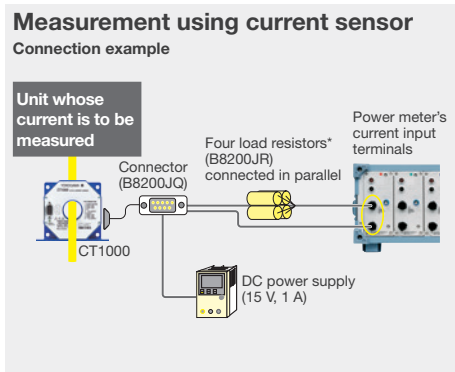 Measurement using current sensor
Connection example
Unit whose
current is to be
measured
Connector
(B8200JQ)
Four load resistors*
(B8200JR)
connected in parallel
Power meter's
current input
terminals
CT1000
DC power supply
(15 V, 1 A)